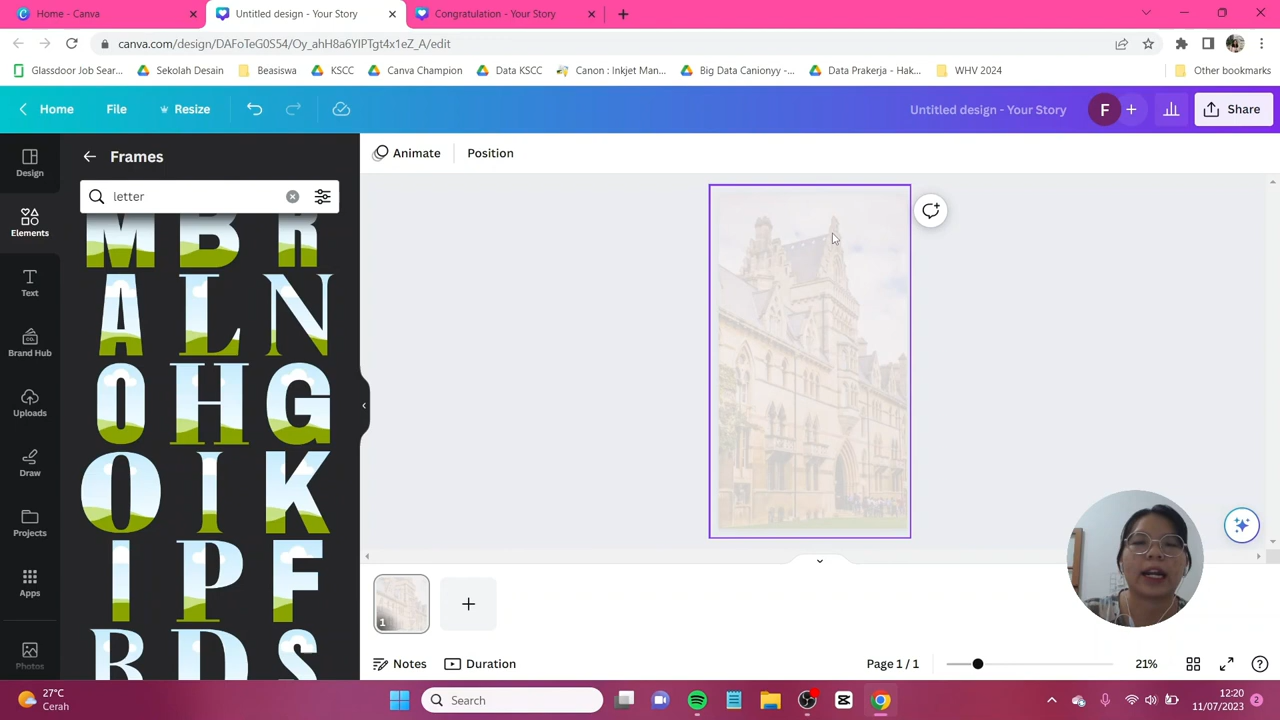 Home - Canva
Untitled design - Your Story
Congratulation - Your Story
canva.com/design/DAFoTeG0S54/Oy_ahH8a6YIPTgt4x1eZ_A/edit
Glassdoor Job Sear...
Sekolah Desain
Beasiswa
KSCC
Canva Champion
Data KSCC
Canon : Inkjet Man...
Big Data Canionyy -...
Data Prakerja - Hak...
WHV 2024
Other bookmarks
Home
File
Resize
Untitled design - Your Story
F
Share
Design
Frames
Animate
Position
letter
Elements
M B R
A L N
O H G
O I K
I P F
B D S
Text
Brand Hub
Uploads
Draw
Projects
Apps
Photos
1
Notes
Duration
Page 1 / 1
21%
27°C
Cerah
Search
12:20
11/07/2023
2